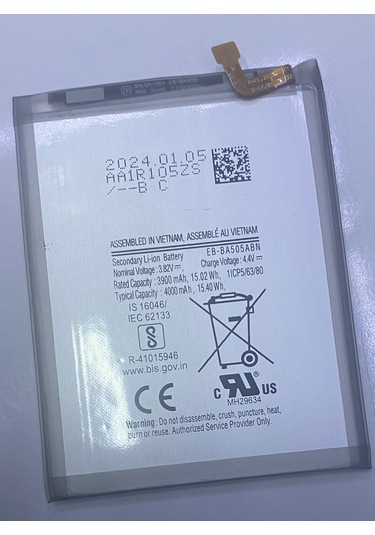 2024.01.05
AA1R105ZS
/--B C
ASSEMBLED IN VIETNAM, ASSEMBLÉ AU VIETNAM
Secondary Li-ion Battery EB-BA505ABN
Nominal Voltage : 3.82V Charge Voltage : 4.4V
Rated Capacity : 3900 mAh, 15.02 Wh 1ICP5/63/80
Typical Capacity : 4000 mAh, 15.40 Wh
IS 16046/
IEC 62133
R-41015946
www.bis.gov.in
c RU US
MH29634
CE
Warning: Do not disassemble, crush, puncture, heat,
burn or reuse. Authorized Service Provider Only.